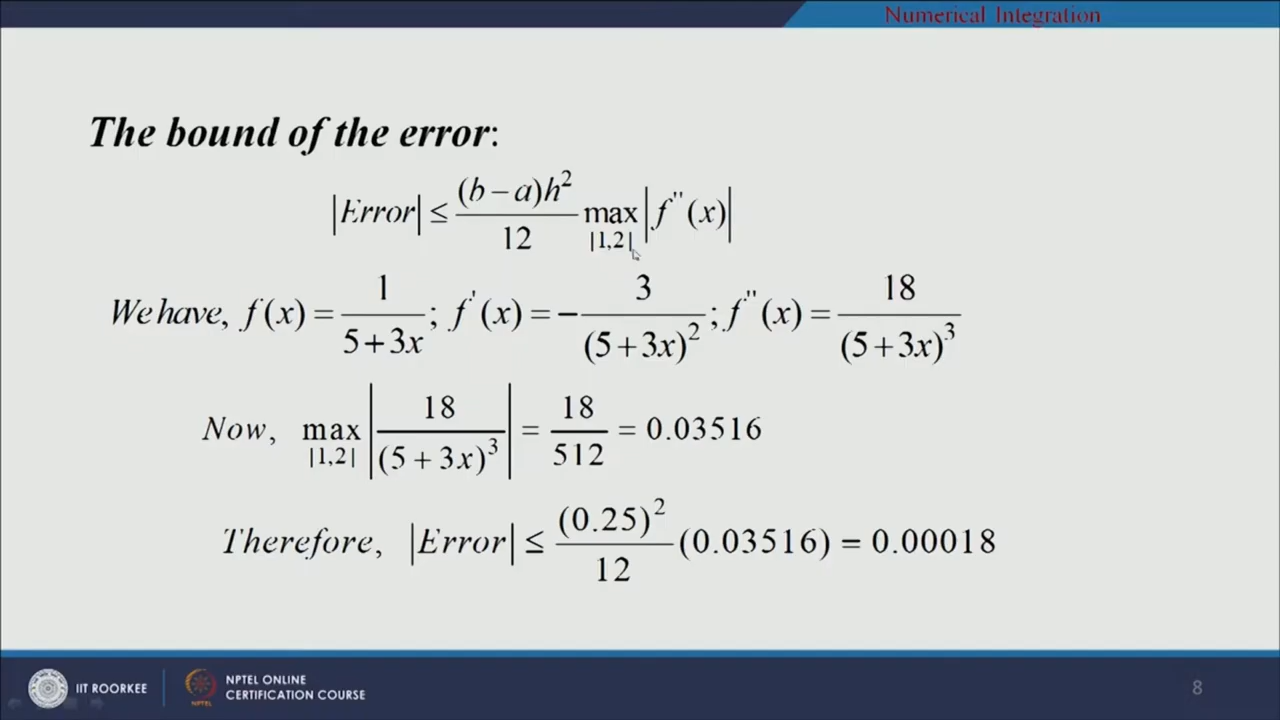 Numerical Integration
The bound of the error:
|Error| ≤ (b − a)h² / 12 max |1,2| |f''(x)|
We have, f(x) = 1 / (5 + 3x); f'(x) = − 3 / (5 + 3x)²; f''(x) = 18 / (5 + 3x)³
Now, max |1,2| |18 / (5 + 3x)³| = 18 / 512 = 0.03516
Therefore, |Error| ≤ (0.25)² / 12 (0.03516) = 0.00018
IIT ROORKEE
NPTEL
NPTEL ONLINE
CERTIFICATION COURSE
8